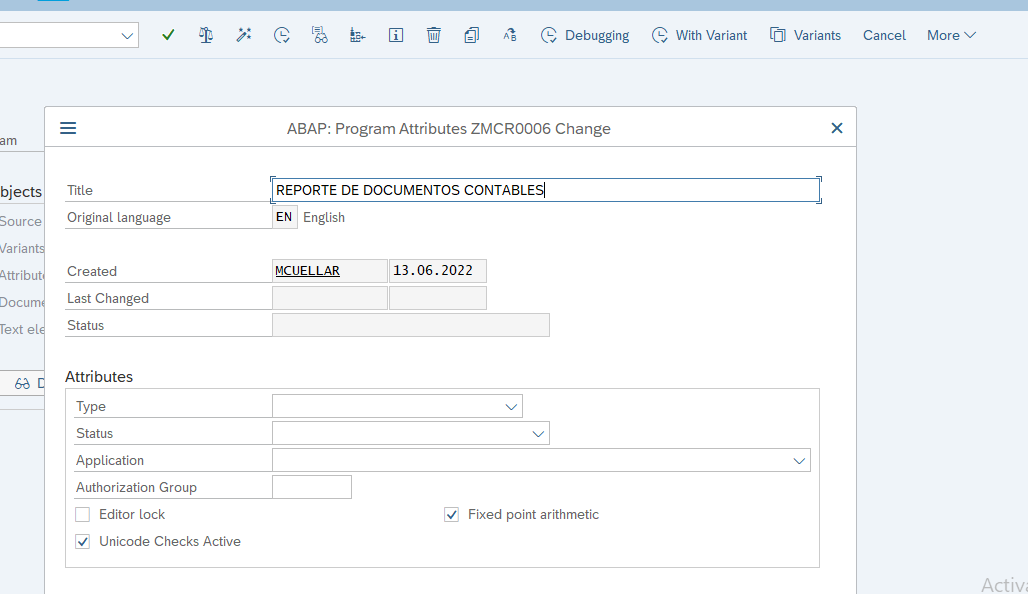 Debugging With Variant Variants Cancel More
ABAP: Program Attributes ZMCR0006 Change
am
bjects
Source
Variants
Attribut
Docume
Text ele
D
Title REPORTE DE DOCUMENTOS CONTABLES
Original language EN English
Created MCUELLAR 13.06.2022
Last Changed
Status
Attributes
Type
Status
Application
Authorization Group
Editor lock Fixed point arithmetic
Unicode Checks Active
Activa